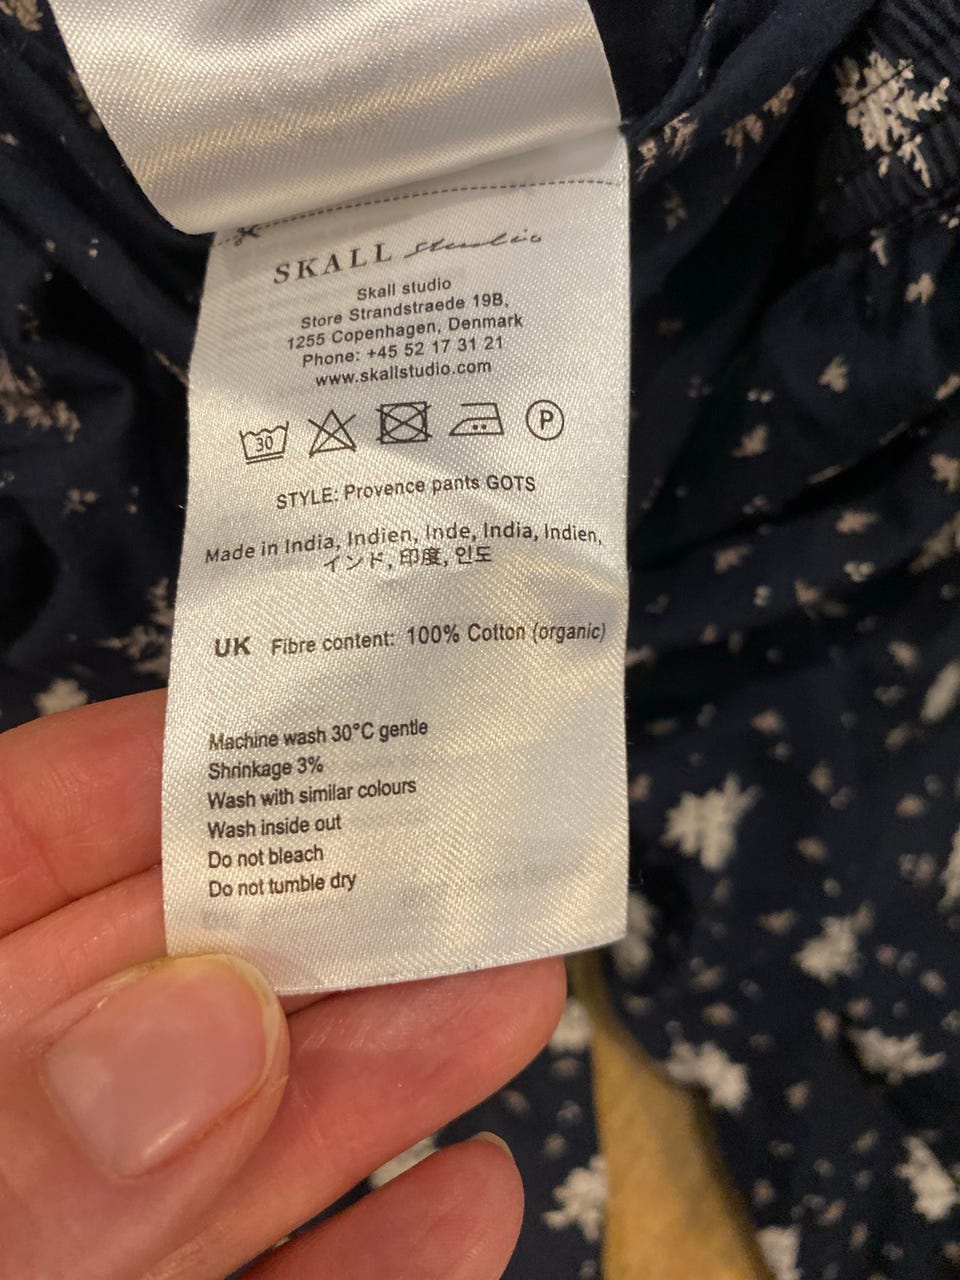 SKALL Studio
Skall studio
Store Strandstraede 19B,
1255 Copenhagen, Denmark
Phone: +45 52 17 31 21
www.skallstudio.com
30 P
STYLE: Provence pants GOTS
Made in India, Indien, Inde, India, Indien,
インド, 印度, 인도
UK Fibre content: 100% Cotton (organic)
Machine wash 30°C gentle
Shrinkage 3%
Wash with similar colours
Wash inside out
Do not bleach
Do not tumble dry